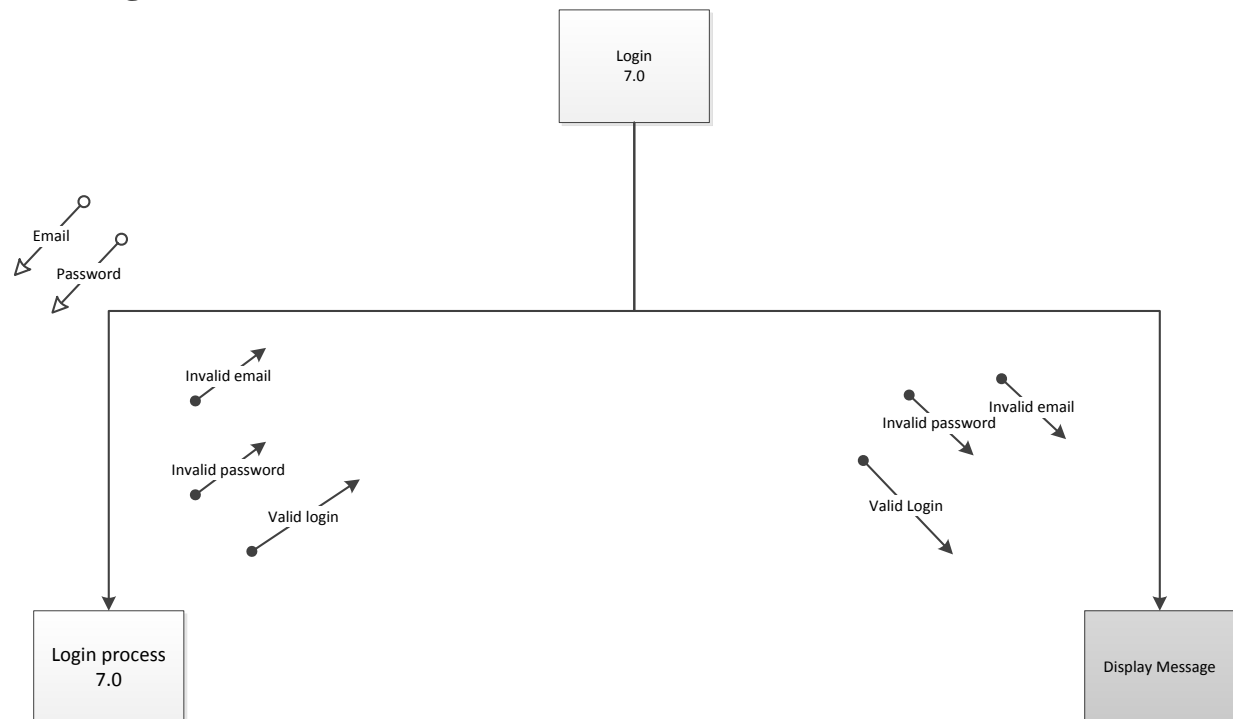 Login
7.0
Email
Password
Invalid email
Invalid password
Valid login
Invalid email
Invalid password
Valid Login
Login process
7.0
Display Message